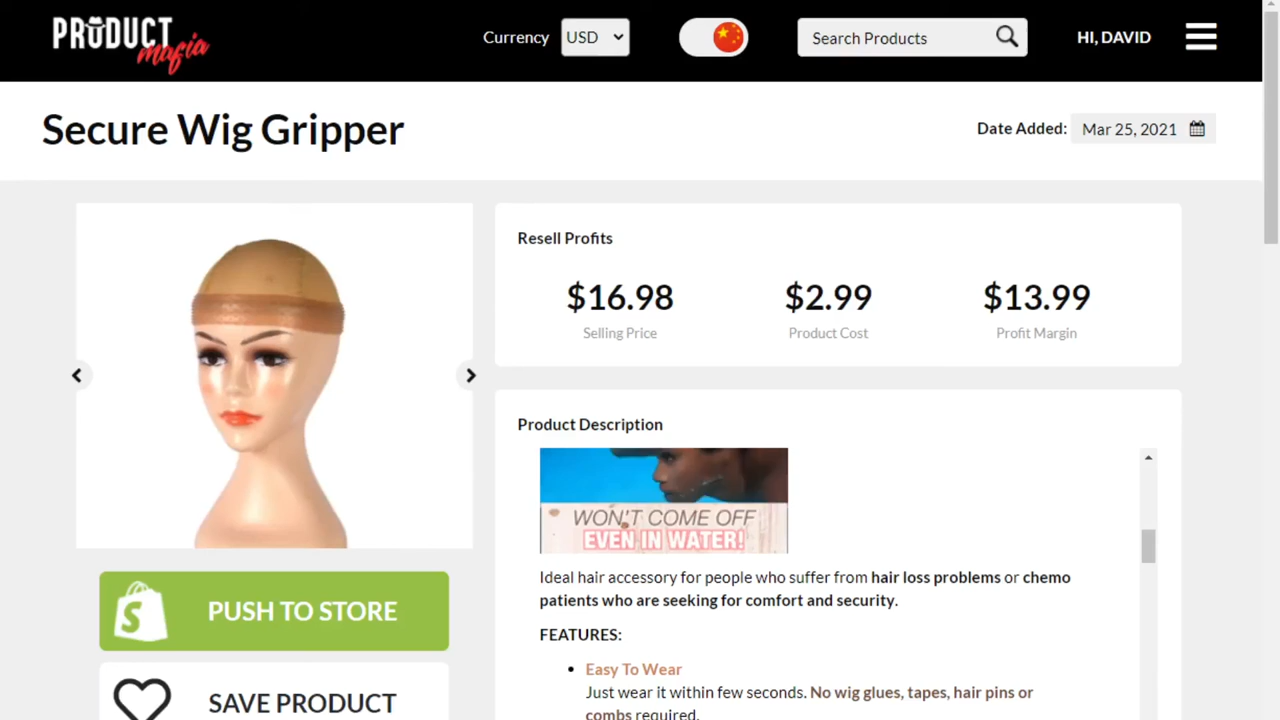 PRODUCT
mafia
Currency
USD
Search Products
HI, DAVID
Secure Wig Gripper
Date Added:
Mar 25, 2021
Resell Profits
$16.98
$2.99
$13.99
Selling Price
Product Cost
Profit Margin
Product Description
WON'T COME OFF
EVEN IN WATER!
Ideal hair accessory for people who suffer from hair loss problems or chemo
patients who are seeking for comfort and security.
FEATURES:
Easy To Wear
Just wear it within few seconds. No wig glues, tapes, hair pins or
combs required.
PUSH TO STORE
SAVE PRODUCT